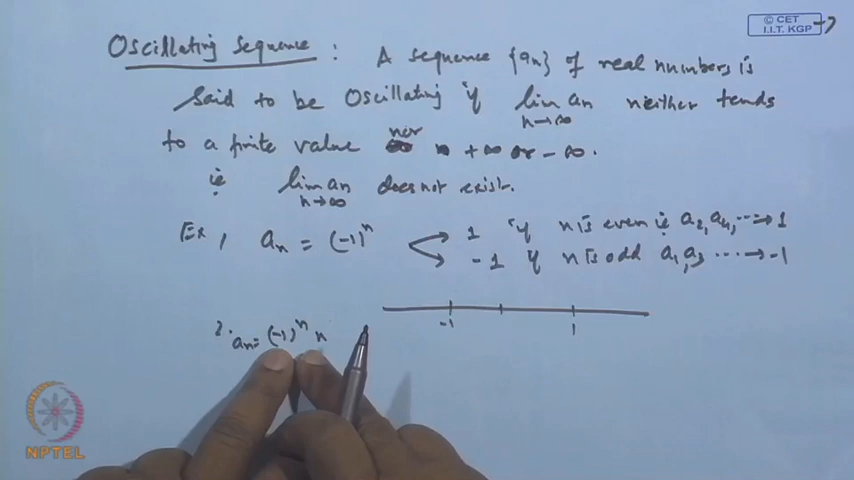 © CET
I.I.T. KGP
Oscillating Sequence : A sequence {an} of real numbers is
said to be Oscillating if lim an neither tends
n→∞
to a finite value nor +∞ or -∞.
ie lim an does not exist.
n→∞
Ex 1 an = (-1)^n 1 if n is even ie a2, a4, ... → 1
-1 if n is odd a1, a3 ... → -1
-1 1
2. an = (-1)^n n
NPTEL